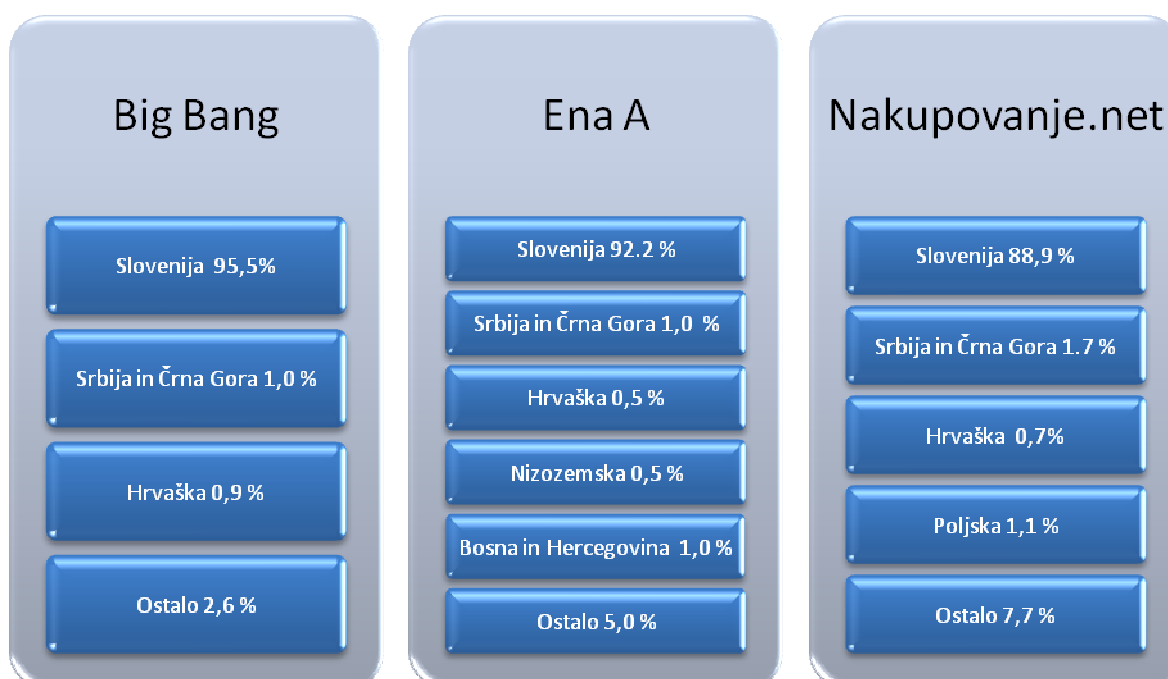 Big Bang
Slovenija 95,5%
Srbija in Črna Gora 1,0 %
Hrvaška 0,9 %
Ostalo 2,6 %
Ena A
Slovenija 92.2 %
Srbija in Črna Gora 1,0 %
Hrvaška 0,5 %
Nizozemska 0,5 %
Bosna in Hercegovina 1,0 %
Ostalo 5,0 %
Nakupovanje.net
Slovenija 88,9 %
Srbija in Črna Gora 1.7 %
Hrvaška 0,7%
Poljska 1,1 %
Ostalo 7,7 %